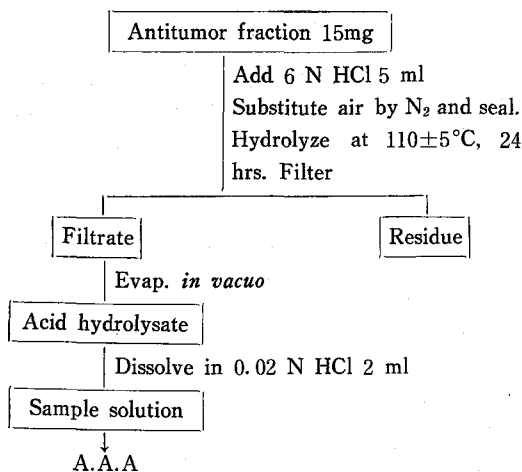 Antitumor fraction 15mg
Add 6 N HCl 5 ml
Substitute air by N₂ and seal.
Hydrolyze at 110±5°C, 24
hrs. Filter
Filtrate
Residue
Evap. in vacuo
Acid hydrolysate
Dissolve in 0.02 N HCl 2 ml
Sample solution
A.A.A